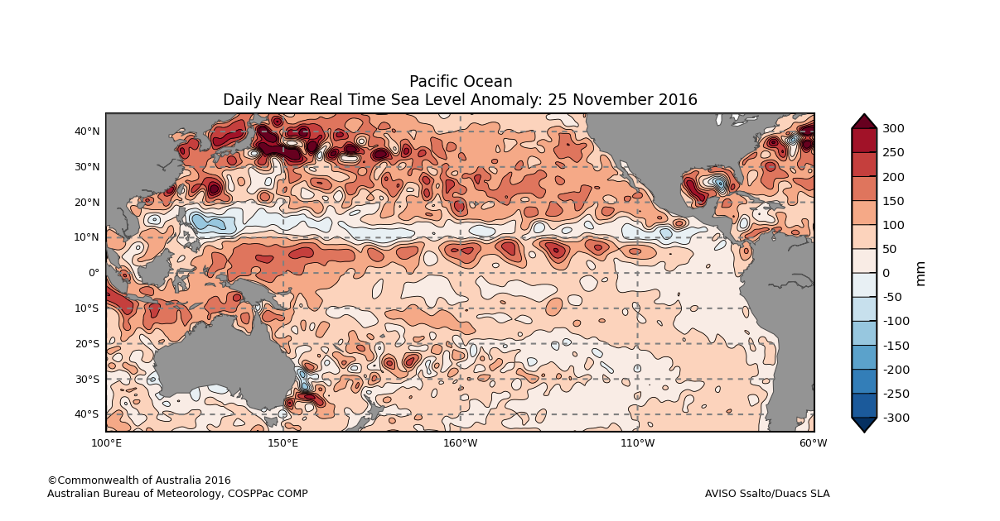 Pacific Ocean
Daily Near Real Time Sea Level Anomaly: 25 November 2016
40°N
30°N
20°N
10°N
0°
10°S
20°S
30°S
40°S
100°E 150°E 160°W 110°W 60°W
300
250
200
150
100
50
0
-50
-100
-150
-200
-250
-300
mm
©Commonwealth of Australia 2016
Australian Bureau of Meteorology, COSPPac COMP
AVISO Ssalto/Duacs SLA